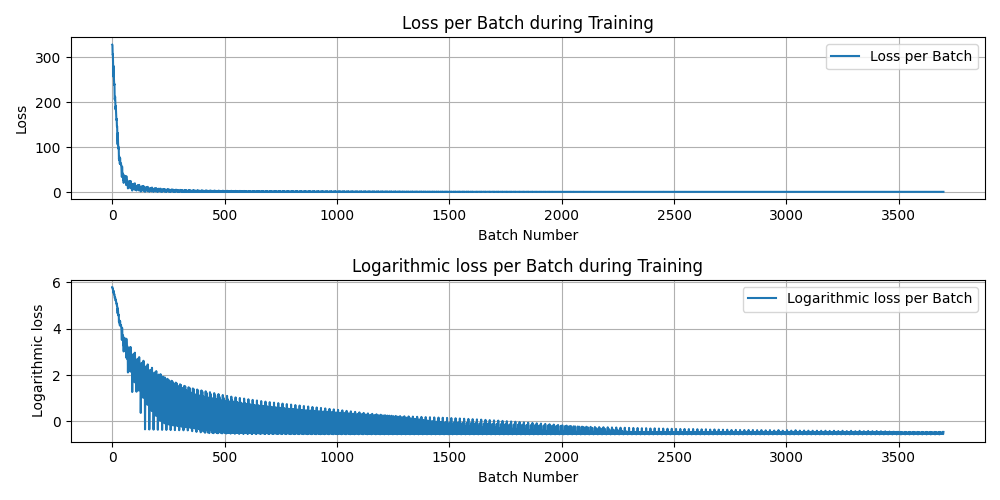 Loss per Batch during Training
Loss per Batch
300
200
100
0
Loss
0 500 1000 1500 2000 2500 3000 3500
Batch Number
Logarithmic loss per Batch during Training
Logarithmic loss per Batch
6
4
2
0
Logarithmic loss
0 500 1000 1500 2000 2500 3000 3500
Batch Number